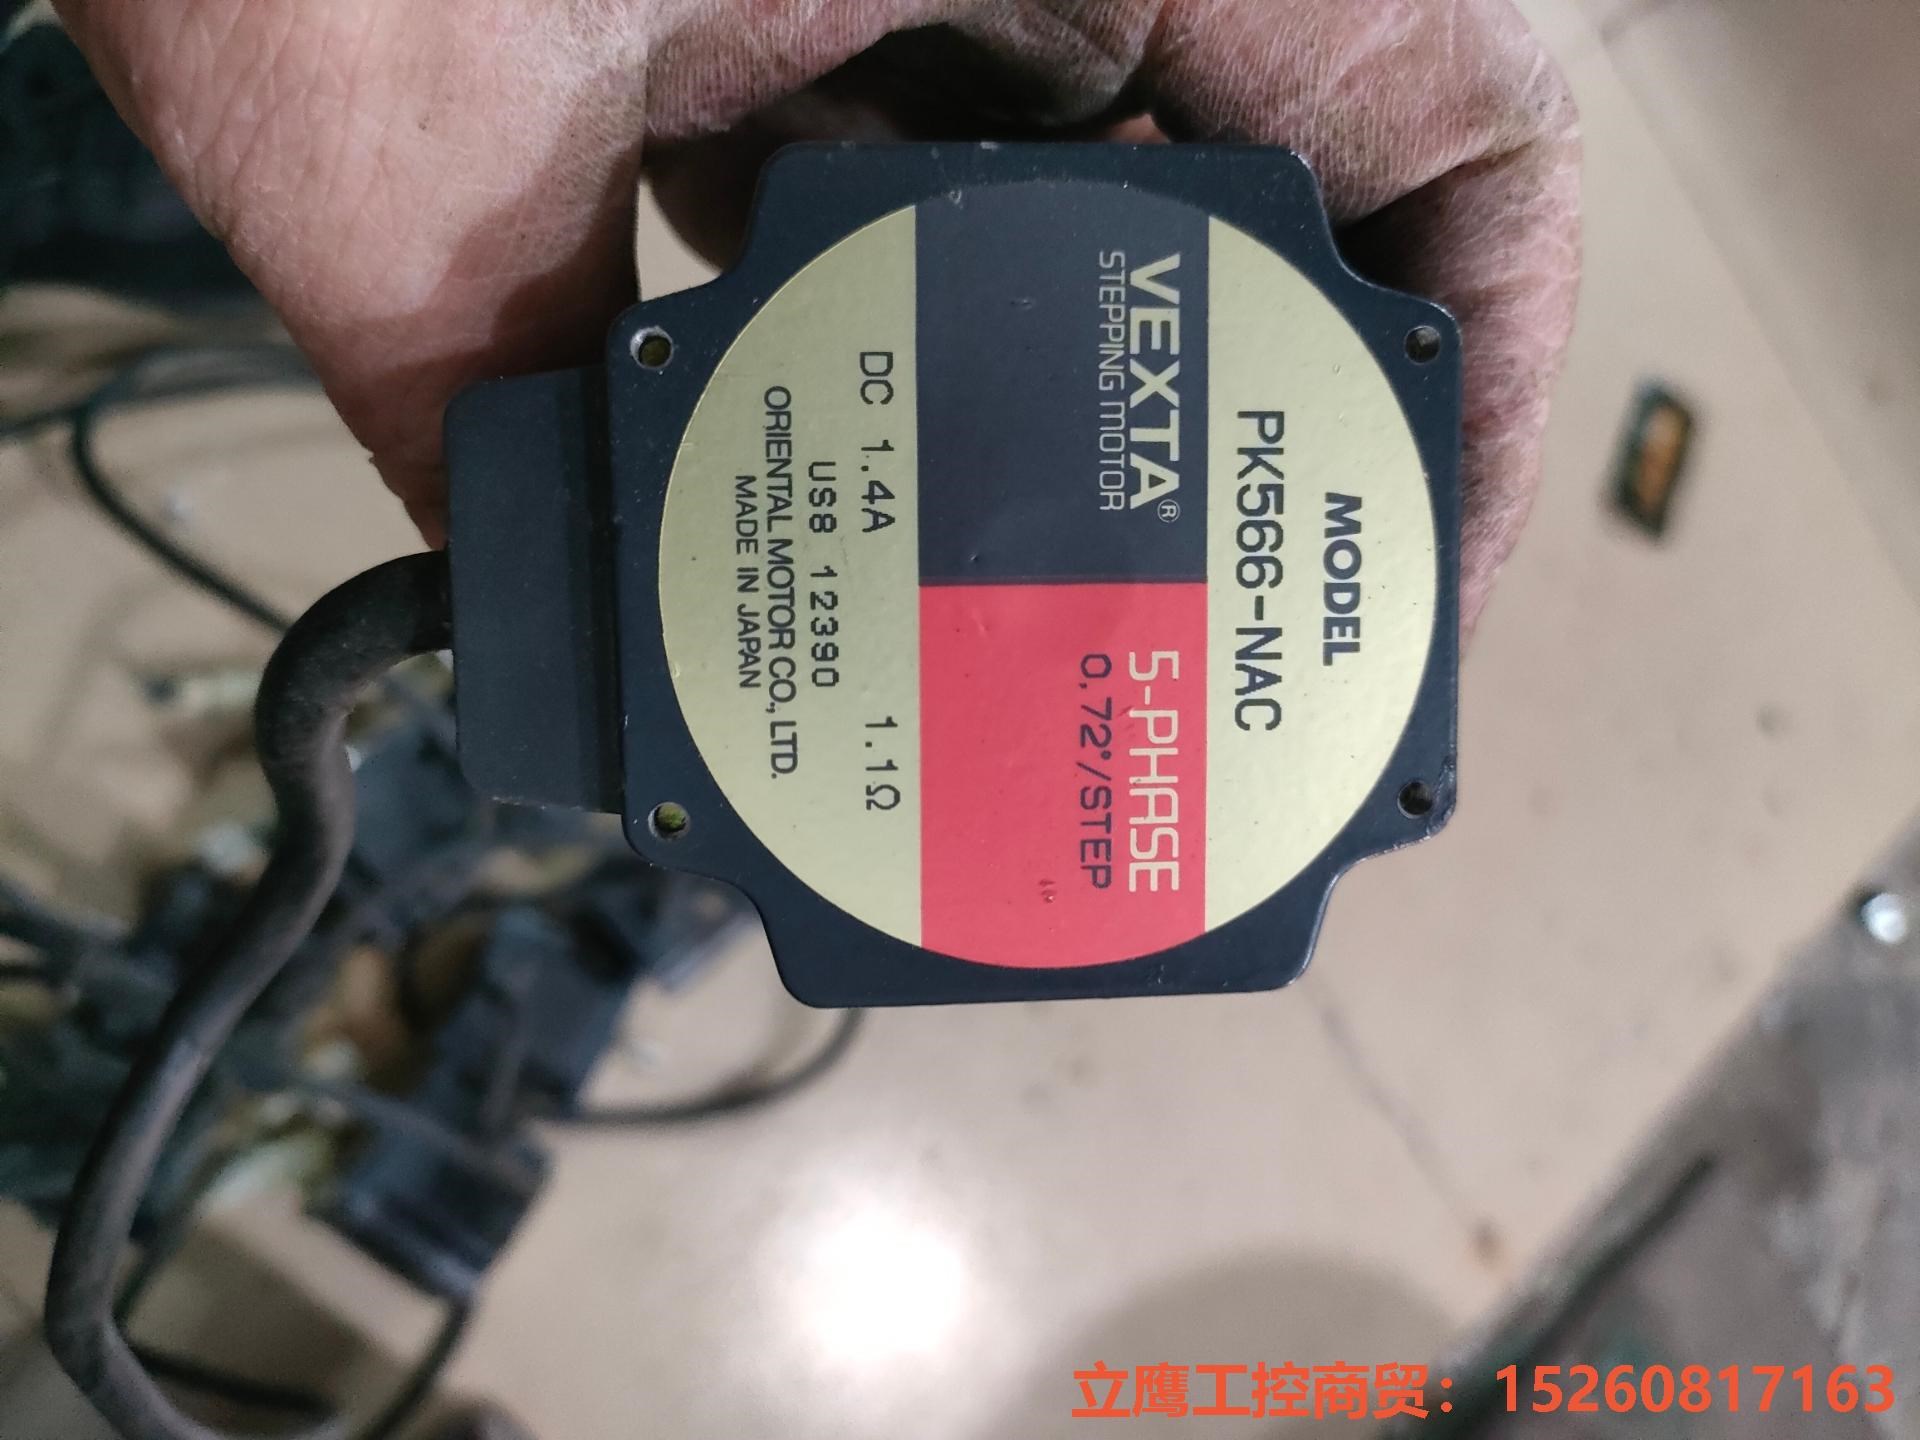 MODEL
PK566-NAC
VEXTA®
STEPPING MOTOR
5-PHASE
0.72°/STEP
DC 1.4A 1.1Ω
US8 12390
ORIENTAL MOTOR CO., LTD.
MADE IN JAPAN
立鹰工控商贸：15260817163